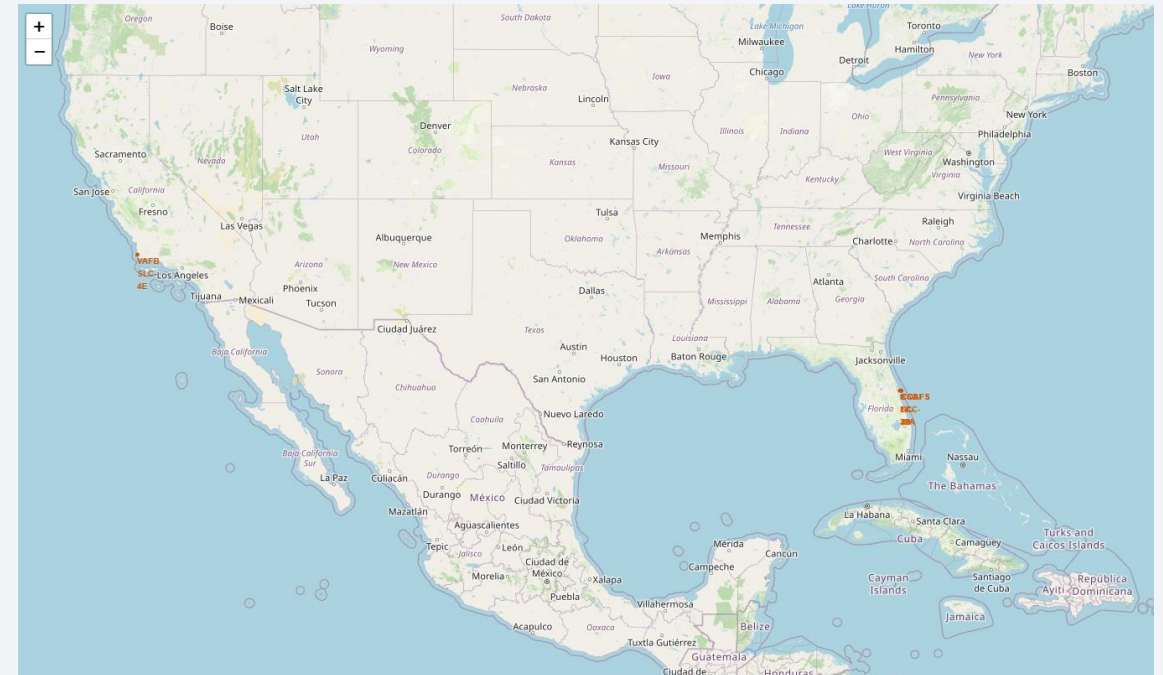 +
−
Oregon
Boise
South Dakota
Lake Michigan
Lake Huron
Toronto
Milwaukee
Hamilton
New York
Wyoming
Detroit
Chicago
Boston
Iowa
Salt Lake
City
Nebraska
Lincoln
Pennsylvania
New York
Ohio
Denver
Utah
Illinois
Indiana
Philadelphia
Kansas City
Colorado
Sacramento
Nevada
Kansas
Missouri
West Virginia
Washington
Virginia
Kentucky
San Jose
California
Virginia Beach
Fresno
Tulsa
Las Vegas
Raleigh
Tennessee
Albuquerque
Oklahoma
Memphis
Charlotte
North Carolina
Arkansas
VAFB
SLC-
4E
Los Angeles
Arizona
New Mexico
South Carolina
Phoenix
Atlanta
Tijuana
Mexicali
Tucson
Dallas
Mississippi
Alabama
Georgia
Ciudad Juárez
Texas
Louisiana
Austin
Houston
Baton Rouge
Baja California
Jacksonville
Sonora
San Antonio
Chihuahua
Florida
Coahuila
Nuevo Laredo
Torreón
Monterrey
Reynosa
Baja California
Sur
Saltillo
Tamaulipas
Miami
Nassau
La Paz
Culiacán
Durango
The Bahamas
Durango
México
Ciudad Victoria
Mazatlán
La Habana
Santa Clara
Aguascalientes
Cuba
Camagüey
Turks and
Caicos Islands
Tepic
Jalisco
León
Mérida
Cancún
Ciudad de
México
Campeche
Morelia
Xalapa
Cayman
Islands
Santiago
de Cuba
Ayiti
República
Dominicana
Puebla
Villahermosa
Jamaica
Acapulco
Oaxaca
Belize
Tuxtla Gutiérrez
Guatemala
Ciudad de
Honduras